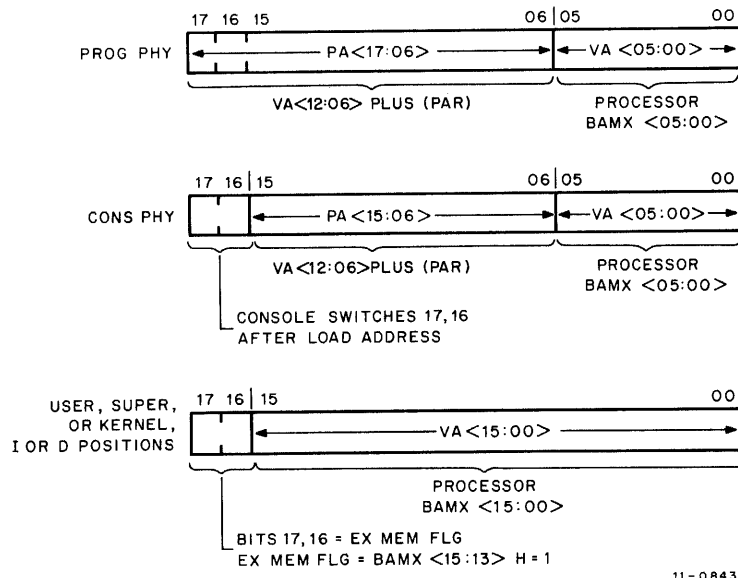 17 16 15 06 05 00
PROG PHY PA<17:06> VA <05:00>
VA<12:06> PLUS (PAR) PROCESSOR
BAMX <05:00>
17 16 15 06 05 00
CONS PHY PA<15:06> VA <05:00>
VA<12:06>PLUS (PAR) PROCESSOR
BAMX <05:00>
CONSOLE SWITCHES 17,16
AFTER LOAD ADDRESS
17 16 15 00
USER, SUPER,
OR KERNEL,
I OR D POSITIONS
VA<15:00>
PROCESSOR
BAMX <15:00>
BITS 17,16 = EX MEM FLG
EX MEM FLG = BAMX <15:13> H = 1
11-0843